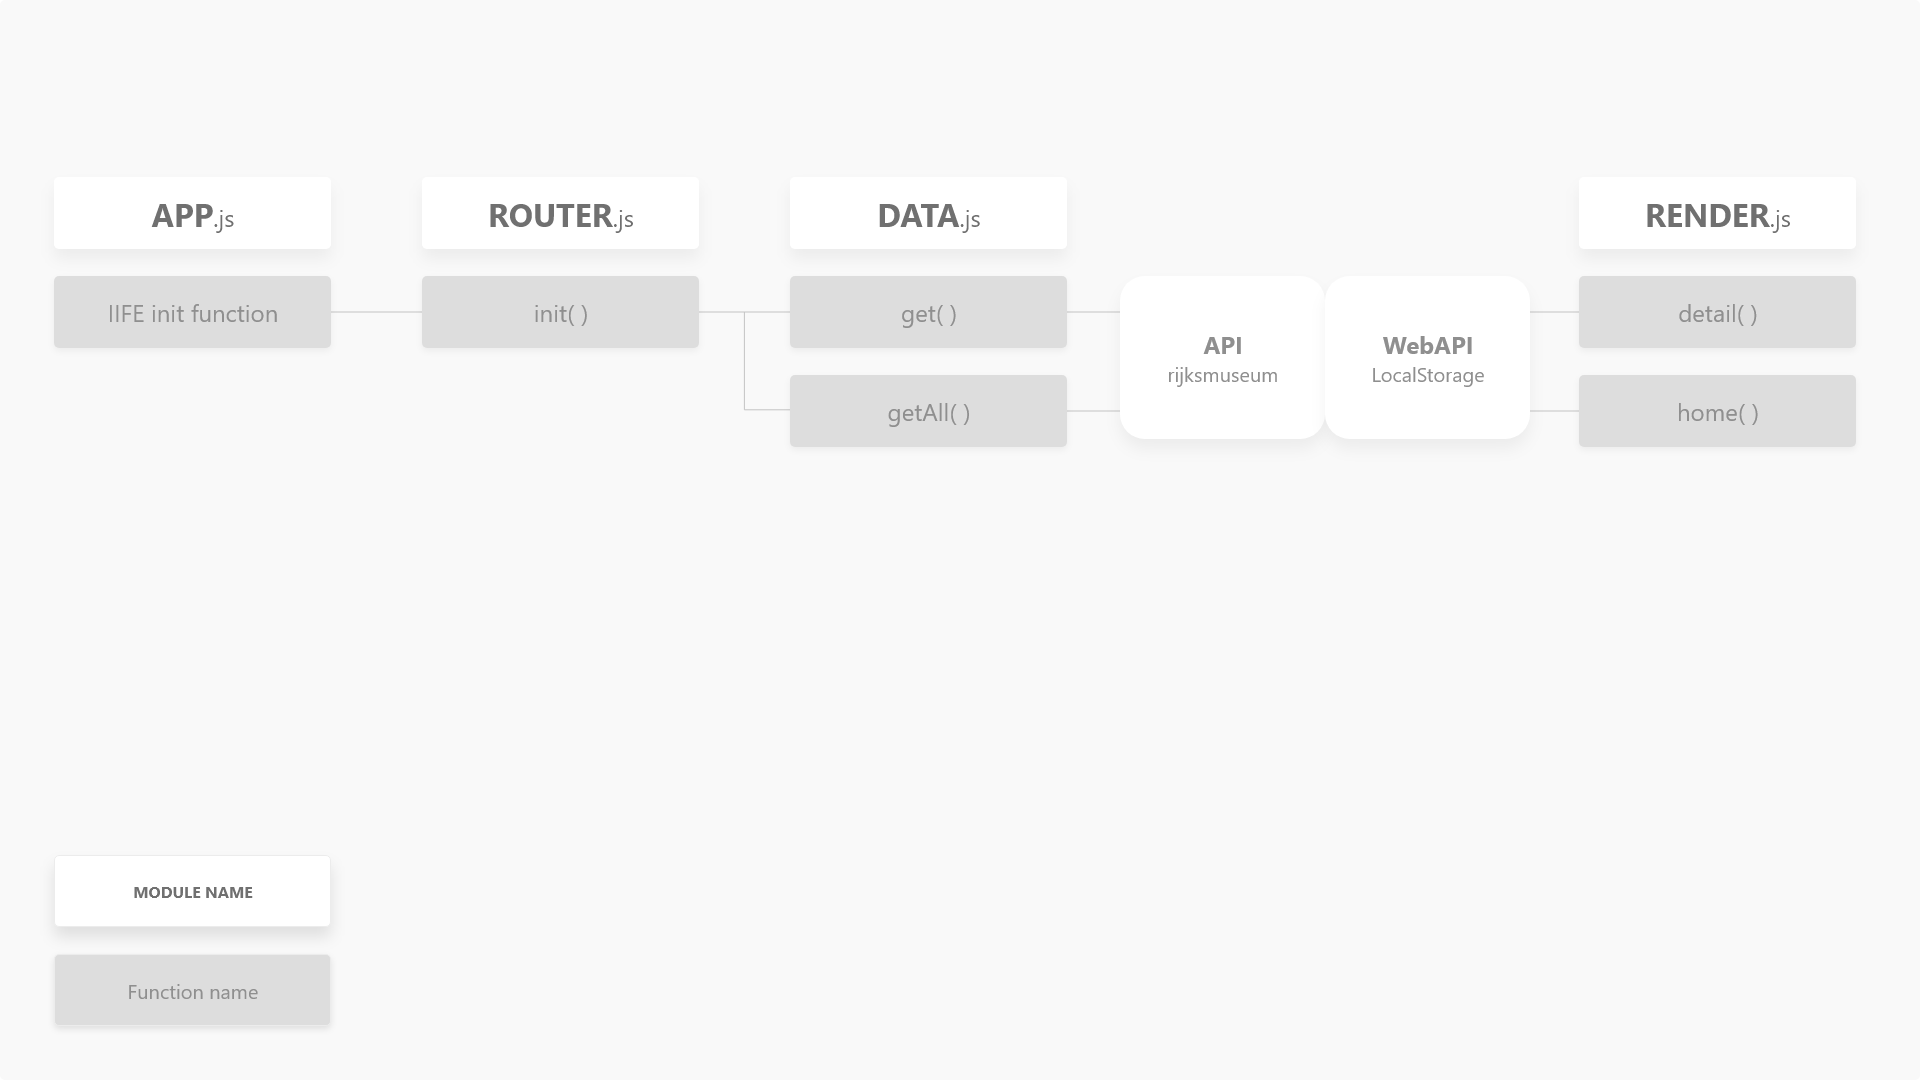 APP.js
ROUTER.js
DATA.js
RENDER.js
IIFE init function
init( )
get( )
detail( )
API
rijksmuseum
WebAPI
LocalStorage
getAll( )
home( )
MODULE NAME
Function name